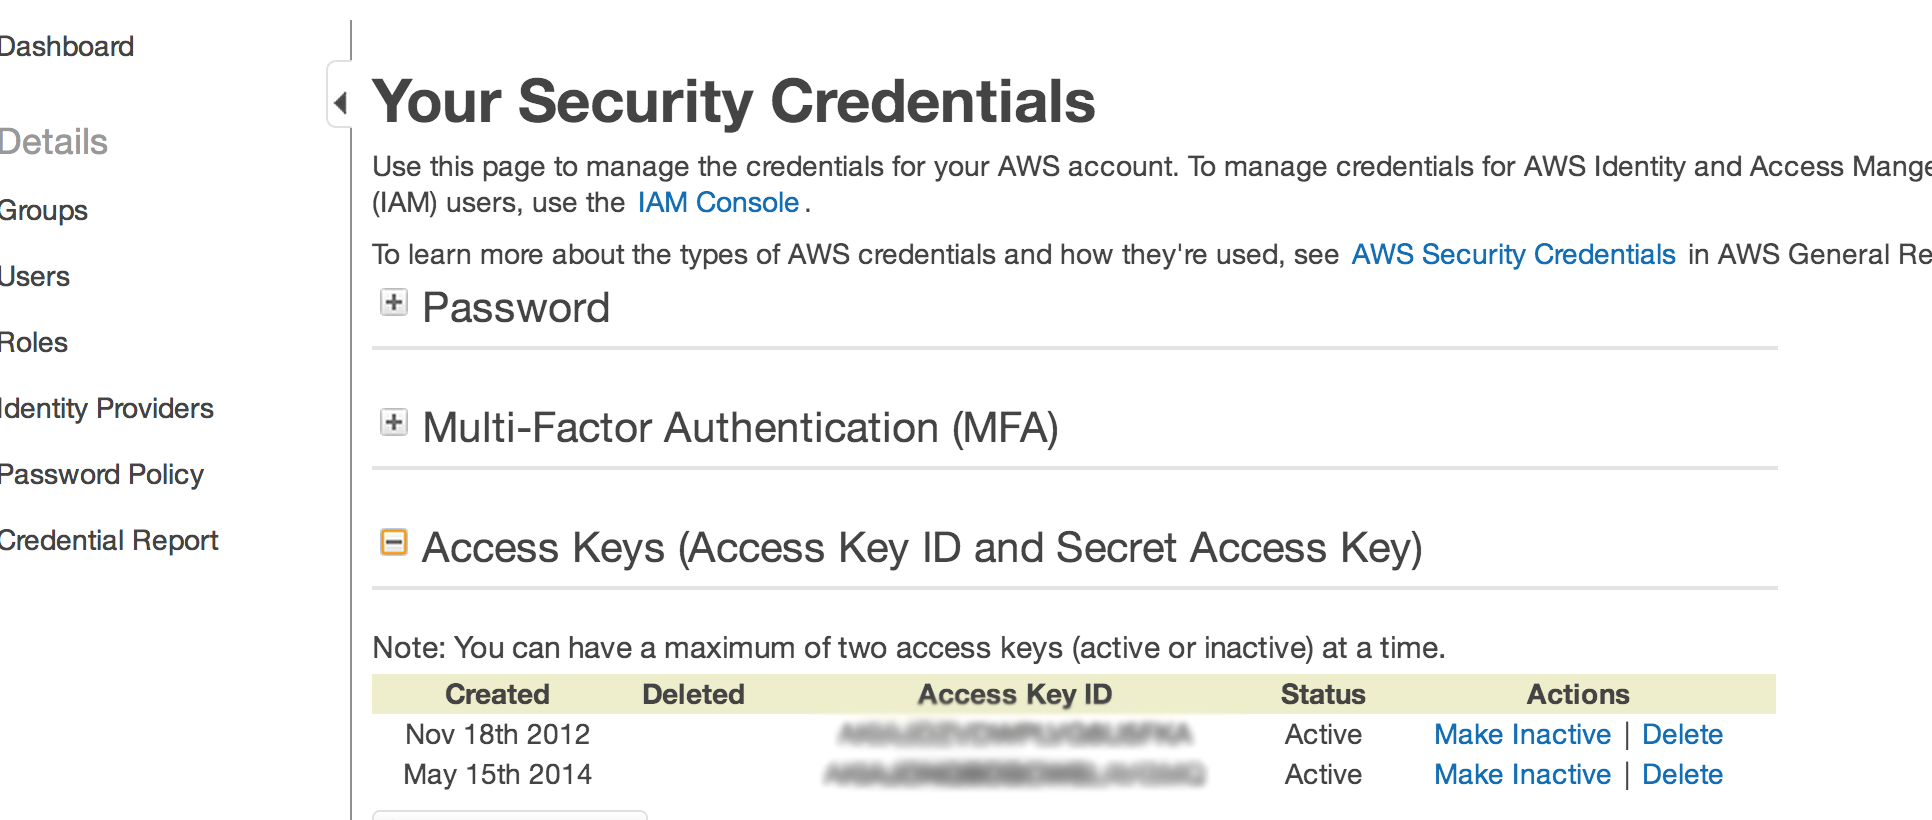 Dashboard
Details
Groups
Users
Roles
Identity Providers
Password Policy
Credential Report
Your Security Credentials
Use this page to manage the credentials for your AWS account. To manage credentials for AWS Identity and Access Mange
(IAM) users, use the IAM Console.
To learn more about the types of AWS credentials and how they're used, see AWS Security Credentials in AWS General Re
Password
Multi-Factor Authentication (MFA)
Access Keys (Access Key ID and Secret Access Key)
Note: You can have a maximum of two access keys (active or inactive) at a time.
Created Deleted Access Key ID Status Actions
Nov 18th 2012 Active Make Inactive | Delete
May 15th 2014 Active Make Inactive | Delete